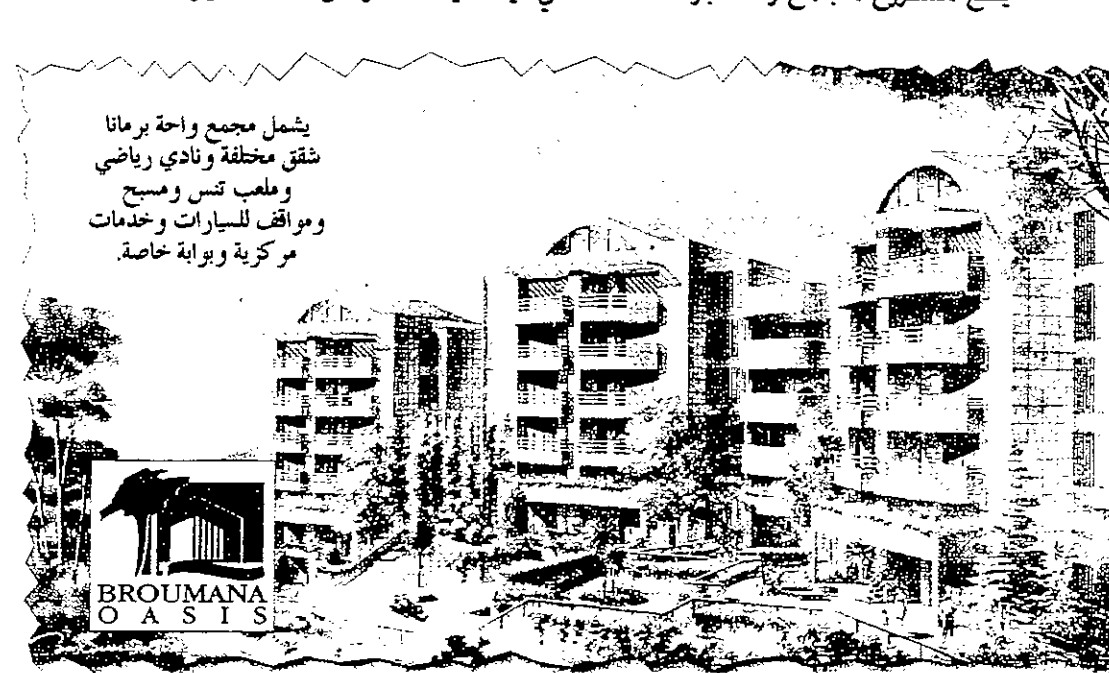 يشمل مجمع واحة برمانا
شقق مختلفة ونادي رياضي
وملعب تنس ومسبح
ومواقف للسيارات وخدمات
مركزية وبوابة خاصة.
BROUMANA
OASIS